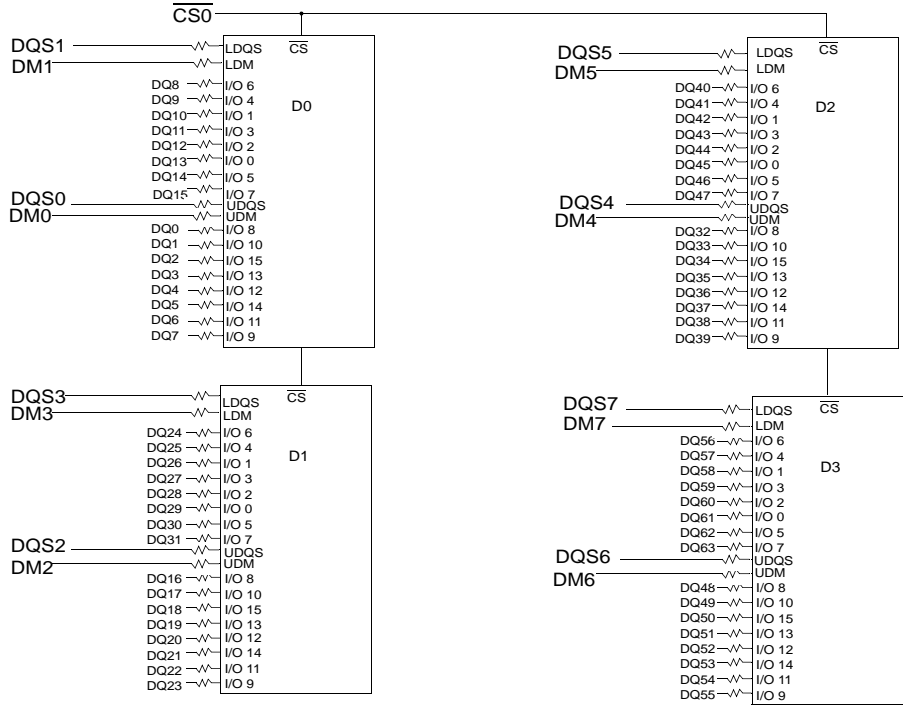 CS0
DQS1 LDQS CS
DM1 LDM
DQ8 I/O 6
DQ9 I/O 4
D0
DQ10 I/O 1
DQ11 I/O 3
DQ12 I/O 2
DQ13 I/O 0
DQ14 I/O 5
DQ15 I/O 7
DQS0 UDQS
DM0 UDM
DQ0 I/O 8
DQ1 I/O 10
DQ2 I/O 15
DQ3 I/O 13
DQ4 I/O 12
DQ5 I/O 14
DQ6 I/O 11
DQ7 I/O 9
DQS3 LDQS CS
DM3 LDM
DQ24 I/O 6
DQ25 I/O 4
D1
DQ26 I/O 1
DQ27 I/O 3
DQ28 I/O 2
DQ29 I/O 0
DQ30 I/O 5
DQ31 I/O 7
DQS2 UDQS
DM2 UDM
DQ16 I/O 8
DQ17 I/O 10
DQ18 I/O 15
DQ19 I/O 13
DQ20 I/O 12
DQ21 I/O 14
DQ22 I/O 11
DQ23 I/O 9
DQS5 LDQS CS
DM5 LDM
DQ40 I/O 6
DQ41 I/O 4
D2
DQ42 I/O 1
DQ43 I/O 3
DQ44 I/O 2
DQ45 I/O 0
DQ46 I/O 5
DQ47 I/O 7
DQS4 UDQS
DM4 UDM
DQ32 I/O 8
DQ33 I/O 10
DQ34 I/O 15
DQ35 I/O 13
DQ36 I/O 12
DQ37 I/O 14
DQ38 I/O 11
DQ39 I/O 9
DQS7 LDQS CS
DM7 LDM
DQ56 I/O 6
DQ57 I/O 4
D3
DQ58 I/O 1
DQ59 I/O 3
DQ60 I/O 2
DQ61 I/O 0
DQ62 I/O 5
DQ63 I/O 7
DQS6 UDQS
DM6 UDM
DQ48 I/O 8
DQ49 I/O 10
DQ50 I/O 15
DQ51 I/O 13
DQ52 I/O 12
DQ53 I/O 14
DQ54 I/O 11
DQ55 I/O 9